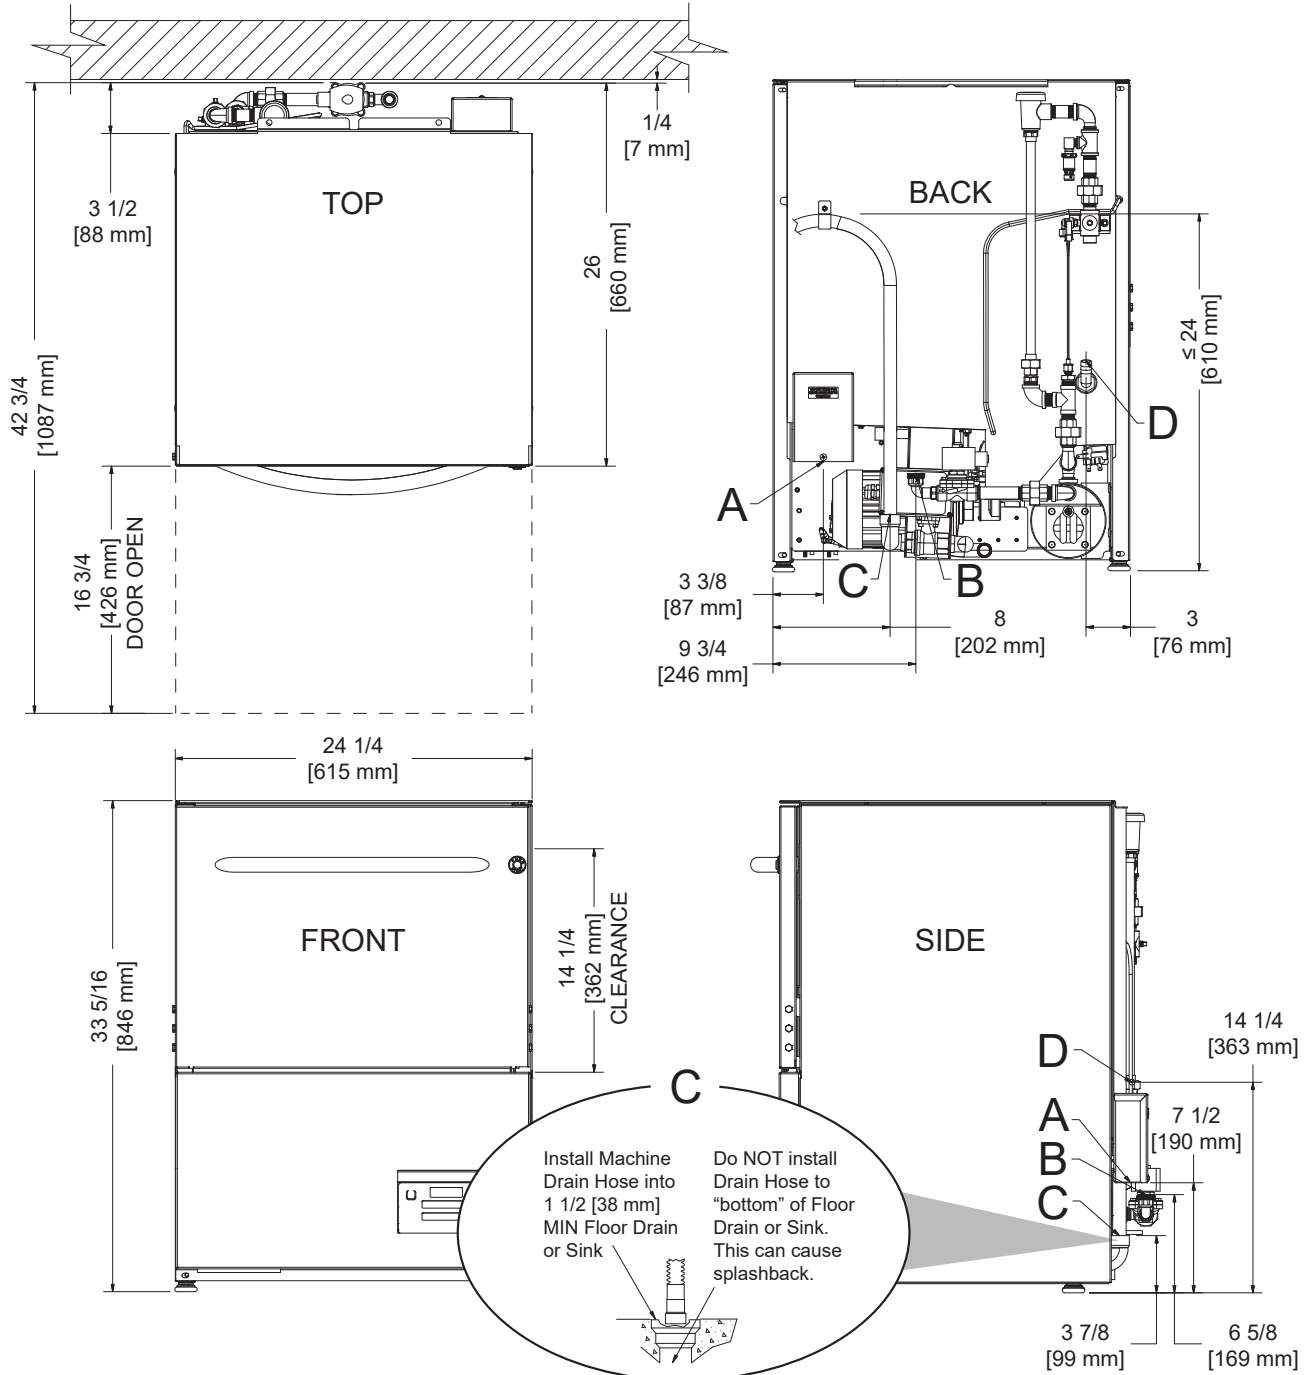 TOP
3 1/2
[88 mm]
1/4
[7 mm]
26
[660 mm]
42 3/4
[1087 mm]
16 3/4
[426 mm]
DOOR OPEN
BACK
≤ 24
[610 mm]
D
A
C
B
3 3/8
[87 mm]
8
[202 mm]
3
[76 mm]
9 3/4
[246 mm]
24 1/4
[615 mm]
FRONT
33 5/16
[846 mm]
14 1/4
[362 mm]
CLEARANCE
SIDE
14 1/4
[363 mm]
D
7 1/2
[190 mm]
A
B
C
3 7/8
[99 mm]
6 5/8
[169 mm]
C
Install Machine
Drain Hose into
1 1/2 [38 mm]
MIN Floor Drain
or Sink
Do NOT install
Drain Hose to
“bottom” of Floor
Drain or Sink.
This can cause
splashback.